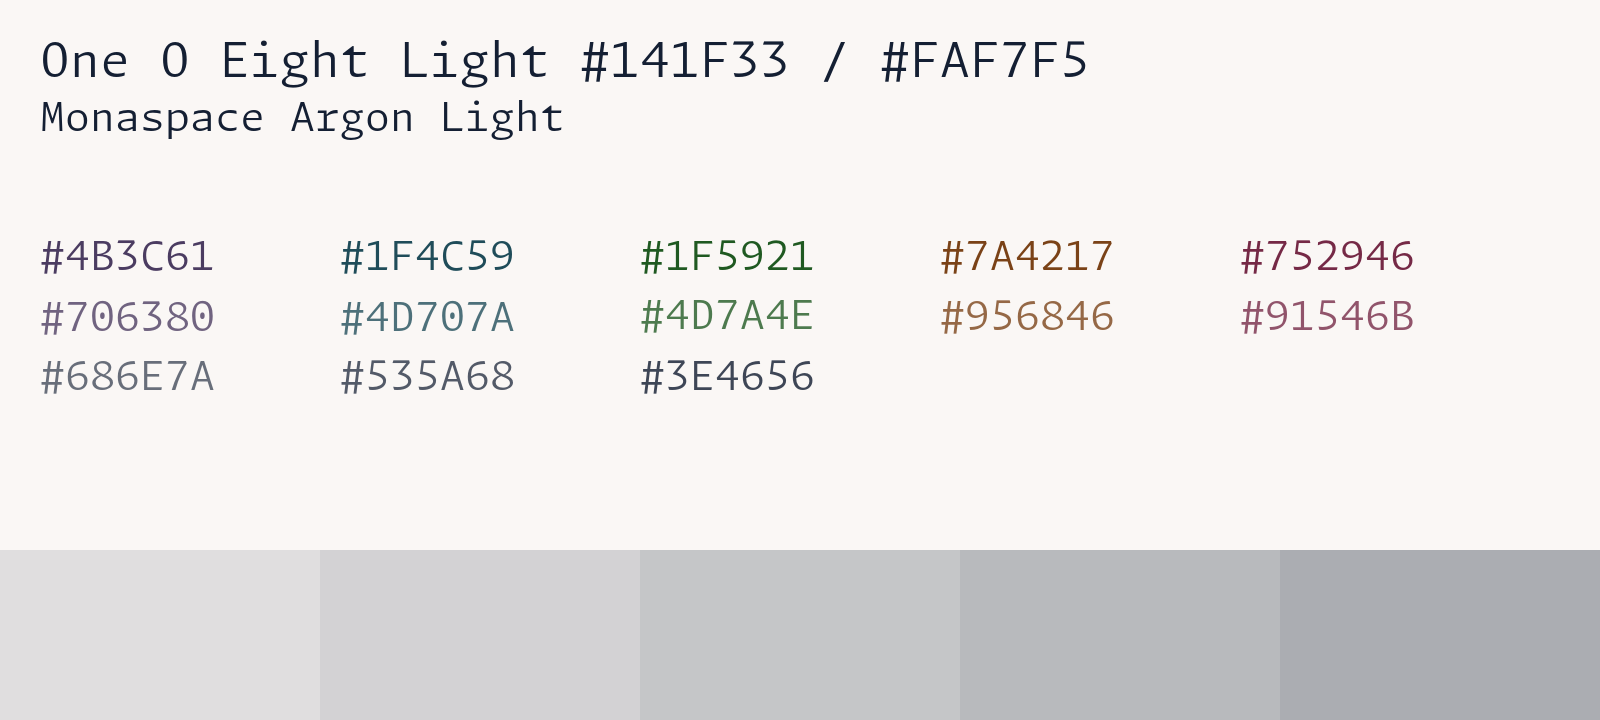 One O Eight Light #141F33 / #FAF7F5
Monaspace Argon Light
#4B3C61 #1F4C59 #1F5921 #7A4217 #752946
#706380 #4D707A #4D7A4E #956846 #91546B
#686E7A #535A68 #3E4656